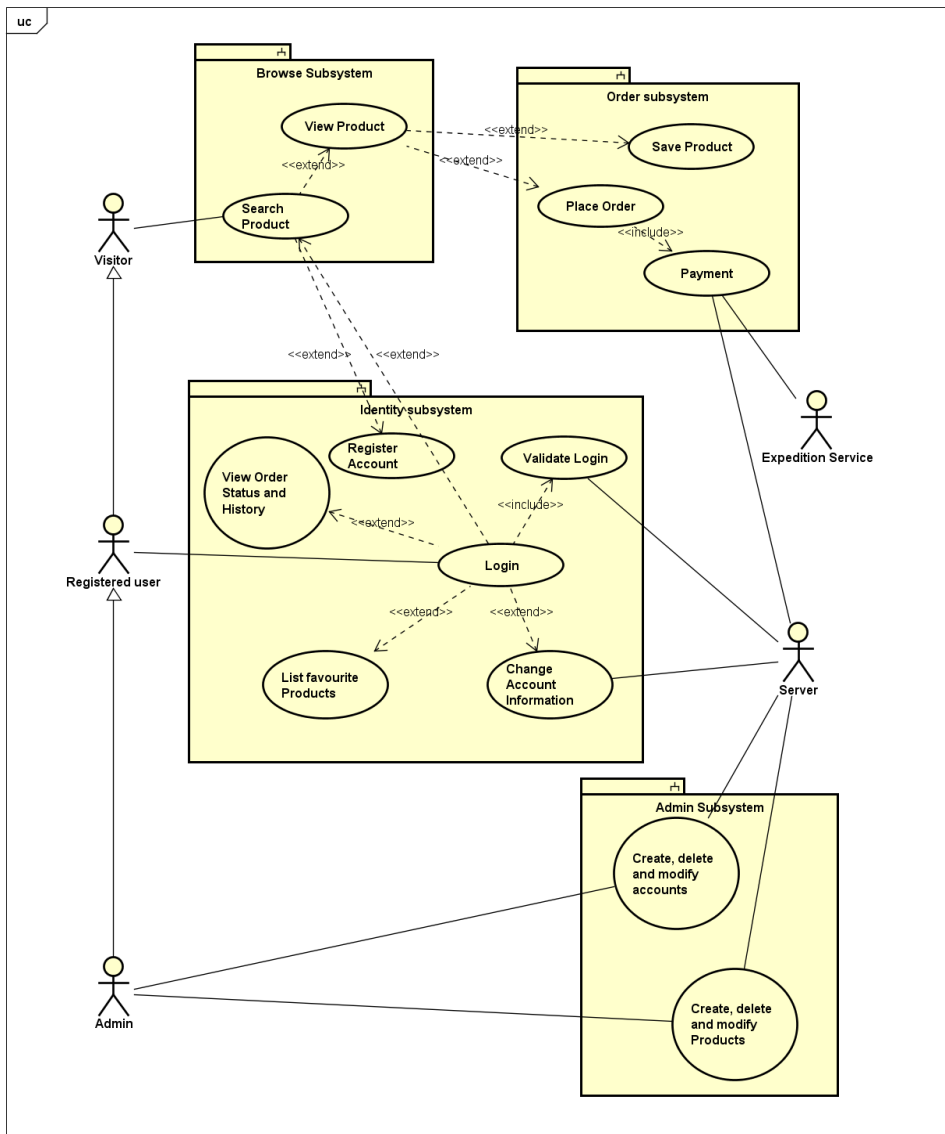 uc
Browse Subsystem
View Product
<<extend>>
Search
Product
Order subsystem
<<extend>>
Save Product
<<extend>>
Place Order
<<include>>
Payment
Visitor
<<extend>>
<<extend>>
Expedition Service
Identity subsystem
Register
Account
Validate Login
View Order
Status and
History
<<include>>
<<extend>>
Login
Registered user
<<extend>>
<<extend>>
List favourite
Products
Change
Account
Information
Server
Admin Subsystem
Create, delete
and modify
accounts
Create, delete
and modify
Products
Admin